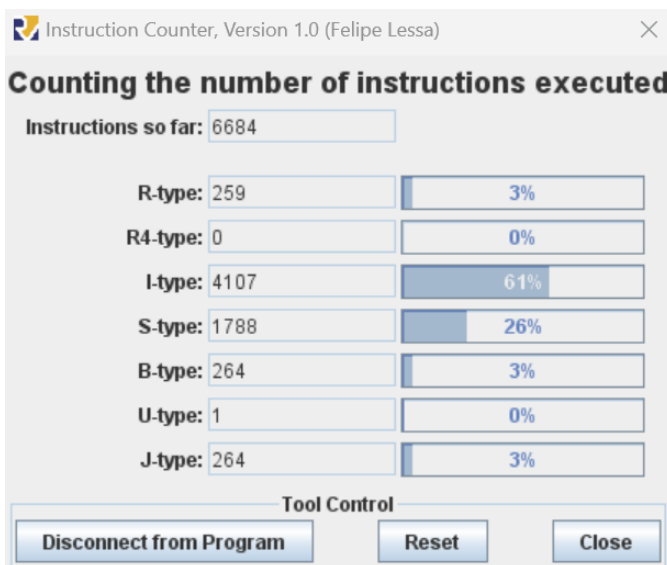 Instruction Counter, Version 1.0 (Felipe Lessa)
Counting the number of instructions executed
Instructions so far: 6684
R-type: 259 3%
R4-type: 0 0%
I-type: 4107 61%
S-type: 1788 26%
B-type: 264 3%
U-type: 1 0%
J-type: 264 3%
Tool Control
Disconnect from Program Reset Close